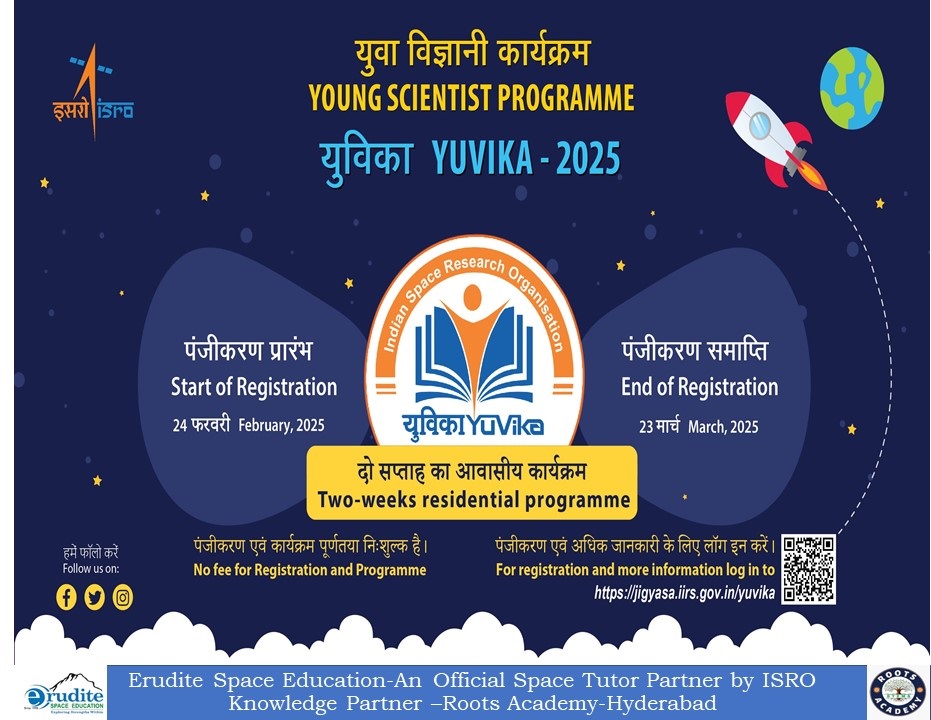 युवा विज्ञानी कार्यक्रम
YOUNG SCIENTIST PROGRAMME
युविका YUVIKA - 2025
इसरो isro
Indian Space Research Organisation
युविका YUVika
पंजीकरण प्रारंभ
Start of Registration
24 फरवरी February, 2025
पंजीकरण समाप्ति
End of Registration
23 मार्च March, 2025
दो सप्ताह का आवासीय कार्यक्रम
Two-weeks residential programme
हमें फॉलो करें
Follow us on:
पंजीकरण एवं कार्यक्रम पूर्णतया निःशुल्क है।
No fee for Registration and Programme
पंजीकरण एवं अधिक जानकारी के लिए लॉग इन करें।
For registration and more information log in to
https://jigyasa.iirs.gov.in/yuvika
erudite
SPACE EDUCATION
Exploring Strengths Within
Erudite Space Education-An Official Space Tutor Partner by ISRO
Knowledge Partner –Roots Academy-Hyderabad
ROOTS
ACADEMY